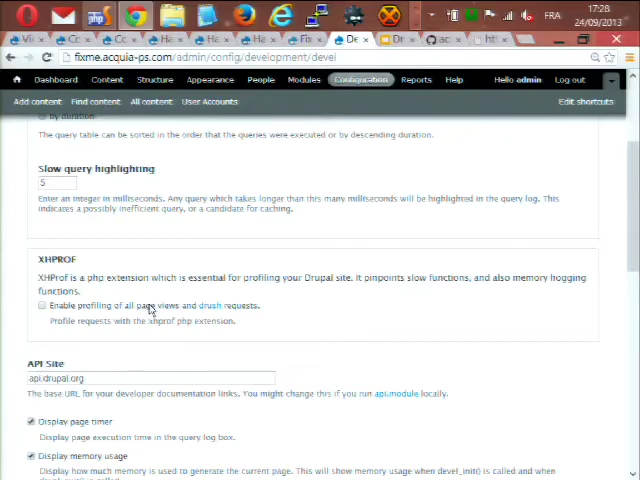 17:28
FRA
24/09/2013
fixme.acquia-ps.com/admin/config/development/devel
Dashboard Content Structure Appearance People Modules Configuration Reports Help Hello admin Log out
Add content Find content All content User Accounts Edit shortcuts
by duration
The query table can be sorted in the order that the queries were executed or by descending duration.
Slow query highlighting
5
Enter an integer in milliseconds. Any query which takes longer than this many milliseconds will be highlighted in the query log. This
indicates a possibly inefficient query, or a candidate for caching.
XHPROF
XHProf is a php extension which is essential for profiling your Drupal site. It pinpoints slow functions, and also memory hogging
functions.
Enable profiling of all page views and drush requests.
Profile requests with the xhprof php extension.
API Site
api.drupal.org
The base URL for your developer documentation links. You might change this if you run api.module locally.
Display page timer
Display page execution time in the query log box.
Display memory usage
Display how much memory is used to generate the current page. This will show memory usage when devel_init() is called and when